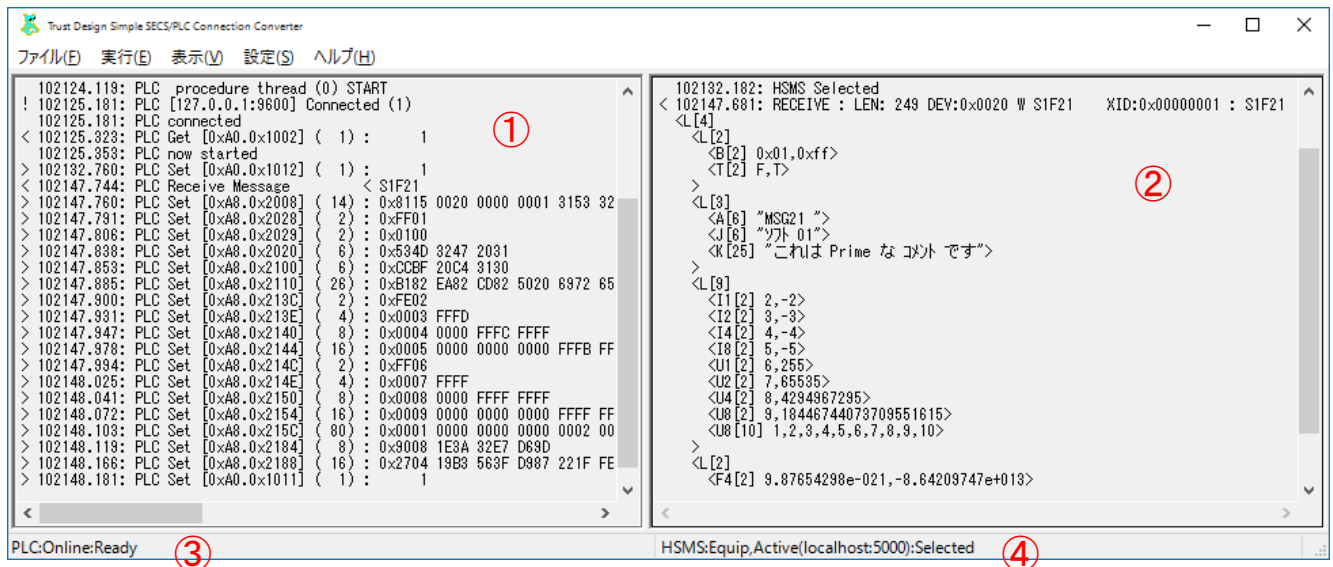 Trust Design Simple SECS/PLC Connection Converter
ファイル(F) 実行(E) 表示(V) 設定(S) ヘルプ(H)
102124.119: PLC  procedure thread (0) START
! 102125.181: PLC [127.0.0.1:9600] Connected (1)
102125.181: PLC connected
< 102125.323: PLC Get [0xA0.0x1002] (  1) :      1
102125.353: PLC now started
> 102132.760: PLC Set [0xA0.0x1012] (  1) :      1
< 102147.744: PLC Receive Message        < S1F21
> 102147.760: PLC Set [0xA8.0x2008] ( 14) : 0x8115 0020 0000 0001 3153 32
> 102147.791: PLC Set [0xA8.0x2028] (  2) : 0xFF01
> 102147.806: PLC Set [0xA8.0x2029] (  2) : 0x0100
> 102147.838: PLC Set [0xA8.0x2020] (  6) : 0x534D 3247 2031
> 102147.853: PLC Set [0xA8.0x2100] (  6) : 0xCCBF 20C4 3130
> 102147.885: PLC Set [0xA8.0x2110] ( 26) : 0xB182 EA82 CD82 5020 6972 65
> 102147.900: PLC Set [0xA8.0x213C] (  2) : 0xFE02
> 102147.931: PLC Set [0xA8.0x213E] (  4) : 0x0003 FFFD
> 102147.947: PLC Set [0xA8.0x2140] (  8) : 0x0004 0000 FFFC FFFF
> 102147.978: PLC Set [0xA8.0x2144] ( 16) : 0x0005 0000 0000 0000 FFFB FF
> 102147.994: PLC Set [0xA8.0x214C] (  2) : 0xFF06
> 102148.025: PLC Set [0xA8.0x214E] (  4) : 0x0007 FFFF
> 102148.041: PLC Set [0xA8.0x2150] (  8) : 0x0008 0000 FFFF FFFF
> 102148.072: PLC Set [0xA8.0x2154] ( 16) : 0x0009 0000 0000 0000 FFFF FF
> 102148.103: PLC Set [0xA8.0x215C] ( 80) : 0x0001 0000 0000 0000 0002 00
> 102148.119: PLC Set [0xA8.0x2184] (  8) : 0x9008 1E3A 32E7 D69D
> 102148.166: PLC Set [0xA8.0x2188] ( 16) : 0x2704 19B3 563F D987 221F FE
> 102148.181: PLC Set [0xA0.0x1011] (  1) :      1
①
102132.182: HSMS Selected
< 102147.681: RECEIVE : LEN: 249 DEV:0x0020 W S1F21    XID:0x00000001 : S1F21
<L[4]
<L[2]
<B[2] 0x01,0xff>
<T[2] F,T>
>
<L[3]
<A[6] "MSG21 ">
<J[6] "ｿﾌﾄ 01">
<K[25] "これは Prime な ｺﾒﾝﾄ です">
>
<L[9]
<I1[2] 2,-2>
<I2[2] 3,-3>
<I4[2] 4,-4>
<I8[2] 5,-5>
<U1[2] 6,255>
<U2[2] 7,65535>
<U4[2] 8,4294967295>
<U8[2] 9,18446744073709551615>
<U8[10] 1,2,3,4,5,6,7,8,9,10>
>
<L[2]
<F4[2] 9.87654298e-021,-8.64209747e+013>
②
PLC:Online:Ready
③
HSMS:Equip,Active(localhost:5000):Selected
④